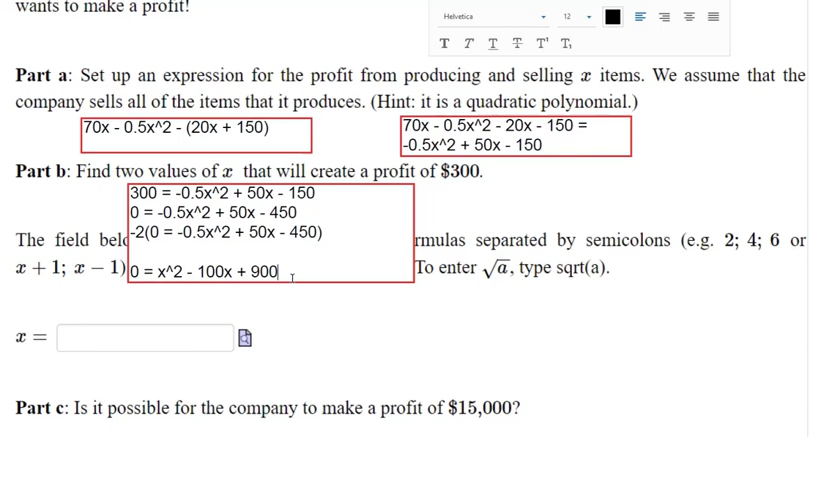 wants to make a profit!
Helvetica 12
T T T T T¹ T₁
Part a: Set up an expression for the profit from producing and selling x items. We assume that the
company sells all of the items that it produces. (Hint: it is a quadratic polynomial.)
70x - 0.5x^2 - (20x + 150)
70x - 0.5x^2 - 20x - 150 =
-0.5x^2 + 50x - 150
Part b: Find two values of x that will create a profit of $300.
300 = -0.5x^2 + 50x - 150
0 = -0.5x^2 + 50x - 450
-2(0 = -0.5x^2 + 50x - 450)
0 = x^2 - 100x + 900
The field belo
rmulas separated by semicolons (e.g. 2; 4; 6 or
x + 1; x − 1)
To enter √a, type sqrt(a).
x =
Part c: Is it possible for the company to make a profit of $15,000?